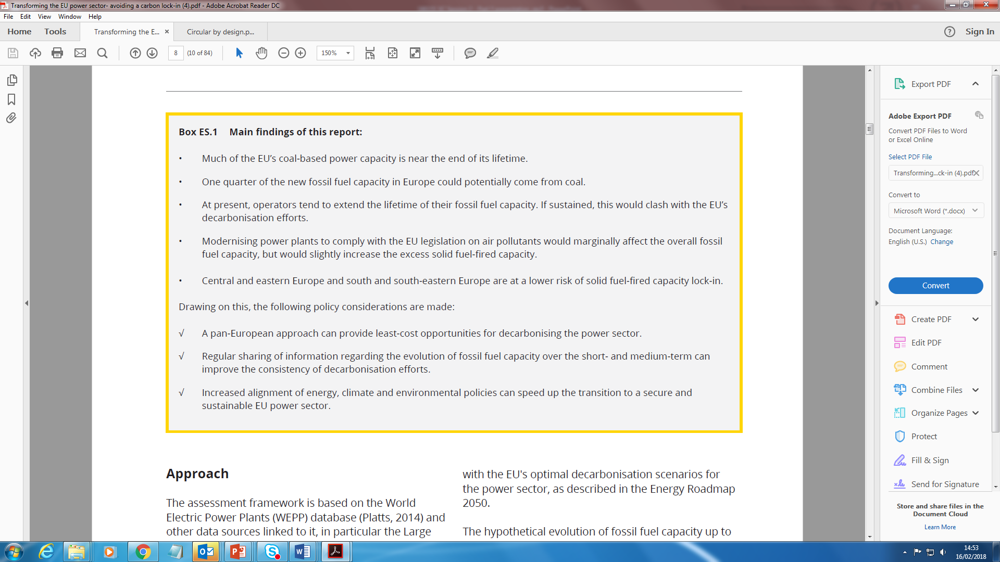 Transforming the EU power sector- avoiding a carbon lock-in (4).pdf - Adobe Acrobat Reader DC
File Edit View Window Help
Home Tools Transforming the E... × Circular by design.p... ? Sign In
8 (10 of 84) 150%
Box ES.1 Main findings of this report:
• Much of the EU’s coal-based power capacity is near the end of its lifetime.
• One quarter of the new fossil fuel capacity in Europe could potentially come from coal.
• At present, operators tend to extend the lifetime of their fossil fuel capacity. If sustained, this would clash with the EU’s
decarbonisation efforts.
• Modernising power plants to comply with the EU legislation on air pollutants would marginally affect the overall fossil
fuel capacity, but would slightly increase the excess solid fuel-fired capacity.
• Central and eastern Europe and south and south-eastern Europe are at a lower risk of solid fuel-fired capacity lock-in.
Drawing on this, the following policy considerations are made:
√ A pan-European approach can provide least-cost opportunities for decarbonising the power sector.
√ Regular sharing of information regarding the evolution of fossil fuel capacity over the short- and medium-term can
improve the consistency of decarbonisation efforts.
√ Increased alignment of energy, climate and environmental policies can speed up the transition to a secure and
sustainable EU power sector.
Approach
The assessment framework is based on the World
Electric Power Plants (WEPP) database (Platts, 2014) and
other data sources linked to it, in particular the Large
with the EU's optimal decarbonisation scenarios for
the power sector, as described in the Energy Roadmap
2050.
The hypothetical evolution of fossil fuel capacity up to
Export PDF
Adobe Export PDF
Convert PDF Files to Word
or Excel Online
Select PDF File
Transforming...ck-in (4).pdf
Convert to
Microsoft Word (*.docx)
Document Language:
English (U.S.) Change
Convert
Create PDF
Edit PDF
Comment
Combine Files
Organize Pages
Protect
Fill & Sign
Send for Signature
Store and share files in the
Document Cloud
Learn More
14:53
16/02/2018